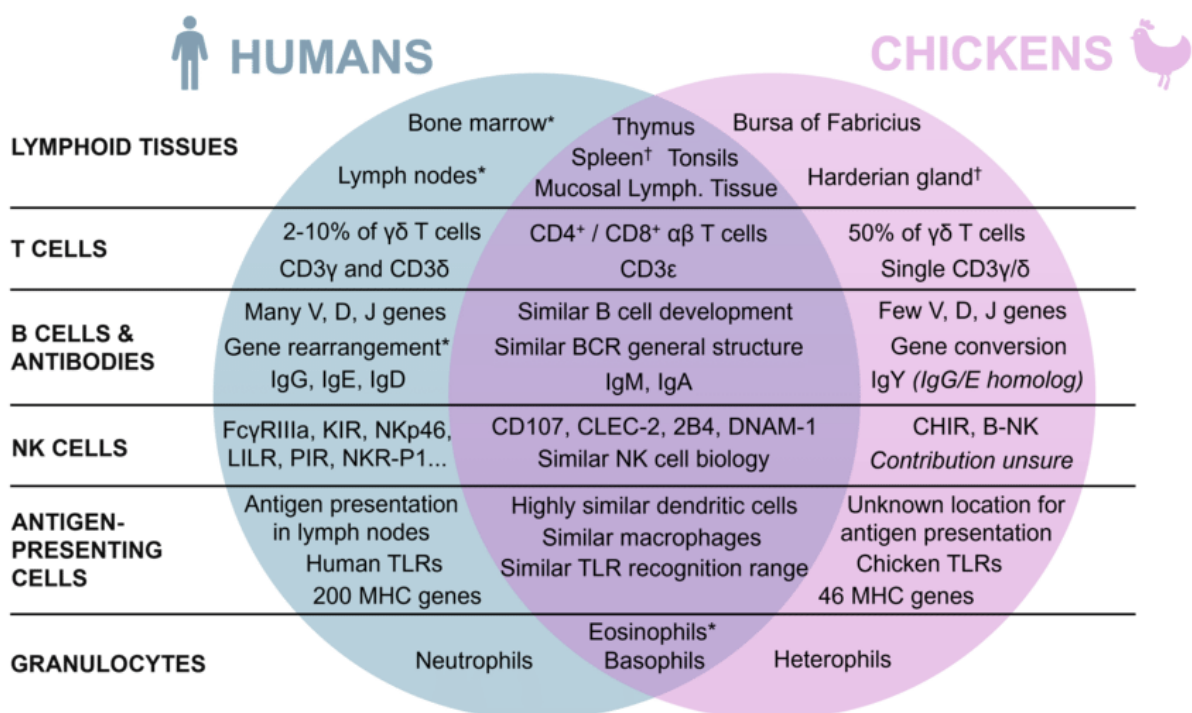 HUMANS
CHICKENS
LYMPHOID TISSUES
Bone marrow*
Lymph nodes*
Thymus
Spleen† Tonsils
Mucosal Lymph. Tissue
Bursa of Fabricius
Harderian gland†
T CELLS
2-10% of γδ T cells
CD3γ and CD3δ
CD4⁺ / CD8⁺ αβ T cells
CD3ε
50% of γδ T cells
Single CD3γ/δ
B CELLS &
ANTIBODIES
Many V, D, J genes
Gene rearrangement*
IgG, IgE, IgD
Similar B cell development
Similar BCR general structure
IgM, IgA
Few V, D, J genes
Gene conversion
IgY (IgG/E homolog)
NK CELLS
FcγRIIIa, KIR, NKp46,
LILR, PIR, NKR-P1...
CD107, CLEC-2, 2B4, DNAM-1
Similar NK cell biology
CHIR, B-NK
Contribution unsure
ANTIGEN-
PRESENTING
CELLS
Antigen presentation
in lymph nodes
Human TLRs
200 MHC genes
Highly similar dendritic cells
Similar macrophages
Similar TLR recognition range
Unknown location for
antigen presentation
Chicken TLRs
46 MHC genes
GRANULOCYTES
Neutrophils
Eosinophils*
Basophils
Heterophils